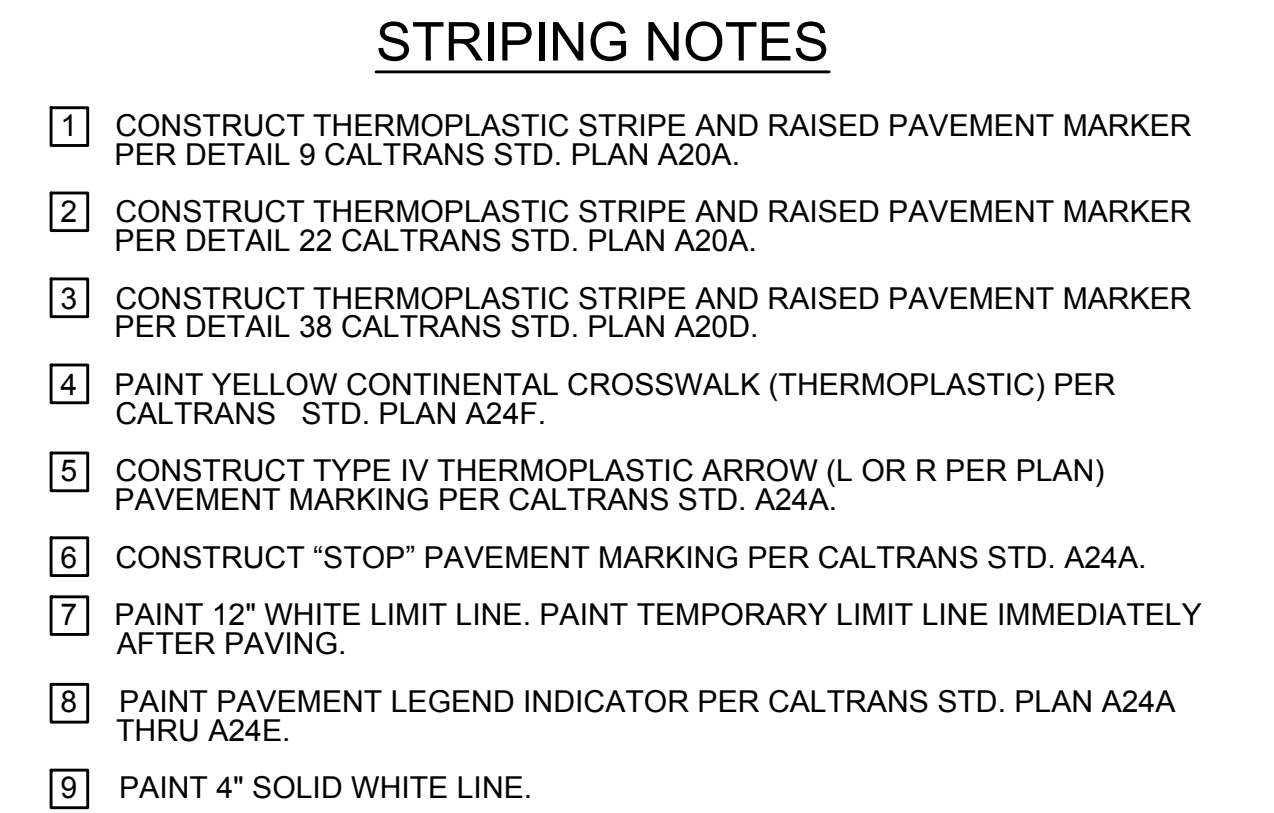 STRIPING NOTES
1 CONSTRUCT THERMOPLASTIC STRIPE AND RAISED PAVEMENT MARKER
PER DETAIL 9 CALTRANS STD. PLAN A20A.
2 CONSTRUCT THERMOPLASTIC STRIPE AND RAISED PAVEMENT MARKER
PER DETAIL 22 CALTRANS STD. PLAN A20A.
3 CONSTRUCT THERMOPLASTIC STRIPE AND RAISED PAVEMENT MARKER
PER DETAIL 38 CALTRANS STD. PLAN A20D.
4 PAINT YELLOW CONTINENTAL CROSSWALK (THERMOPLASTIC) PER
CALTRANS STD. PLAN A24F.
5 CONSTRUCT TYPE IV THERMOPLASTIC ARROW (L OR R PER PLAN)
PAVEMENT MARKING PER CALTRANS STD. A24A.
6 CONSTRUCT “STOP” PAVEMENT MARKING PER CALTRANS STD. A24A.
7 PAINT 12" WHITE LIMIT LINE. PAINT TEMPORARY LIMIT LINE IMMEDIATELY
AFTER PAVING.
8 PAINT PAVEMENT LEGEND INDICATOR PER CALTRANS STD. PLAN A24A
THRU A24E.
9 PAINT 4" SOLID WHITE LINE.